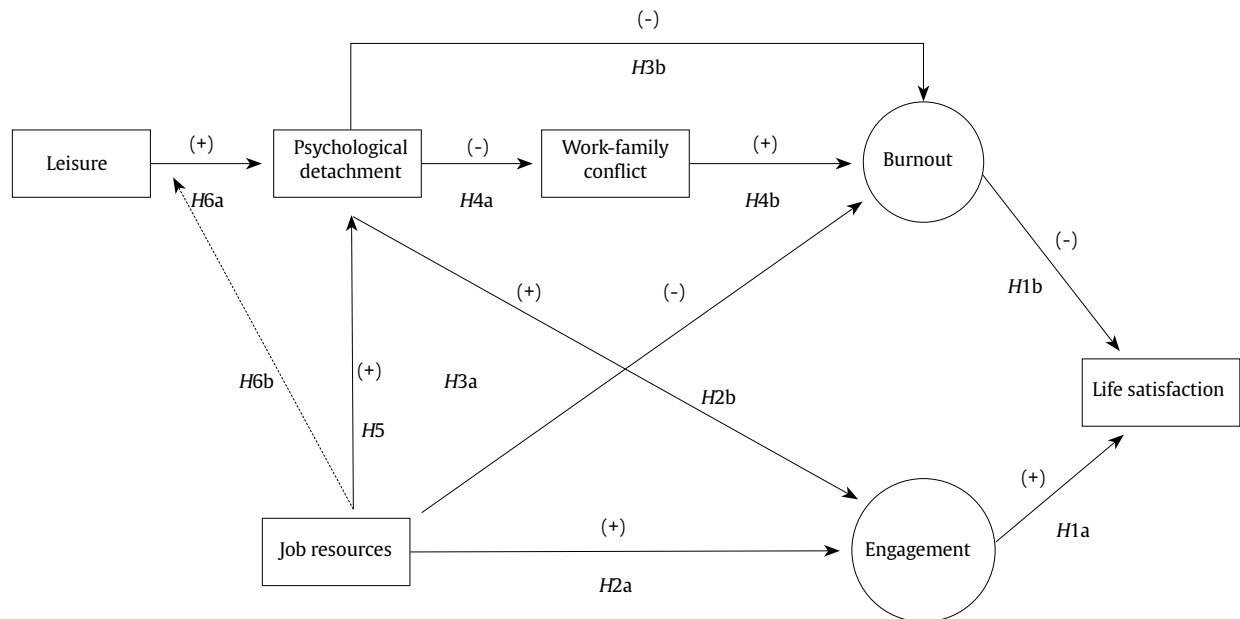 (-)
H3b
(+)
(-)
(+)
Leisure
Psychological
detachment
Work-family
conflict
Burnout
H6a
H4a
H4b
(-)
(+)
(-)
H1b
H6b
(+)
H3a
H2b
Life satisfaction
H5
(+)
(+)
Job resources
Engagement
H1a
H2a